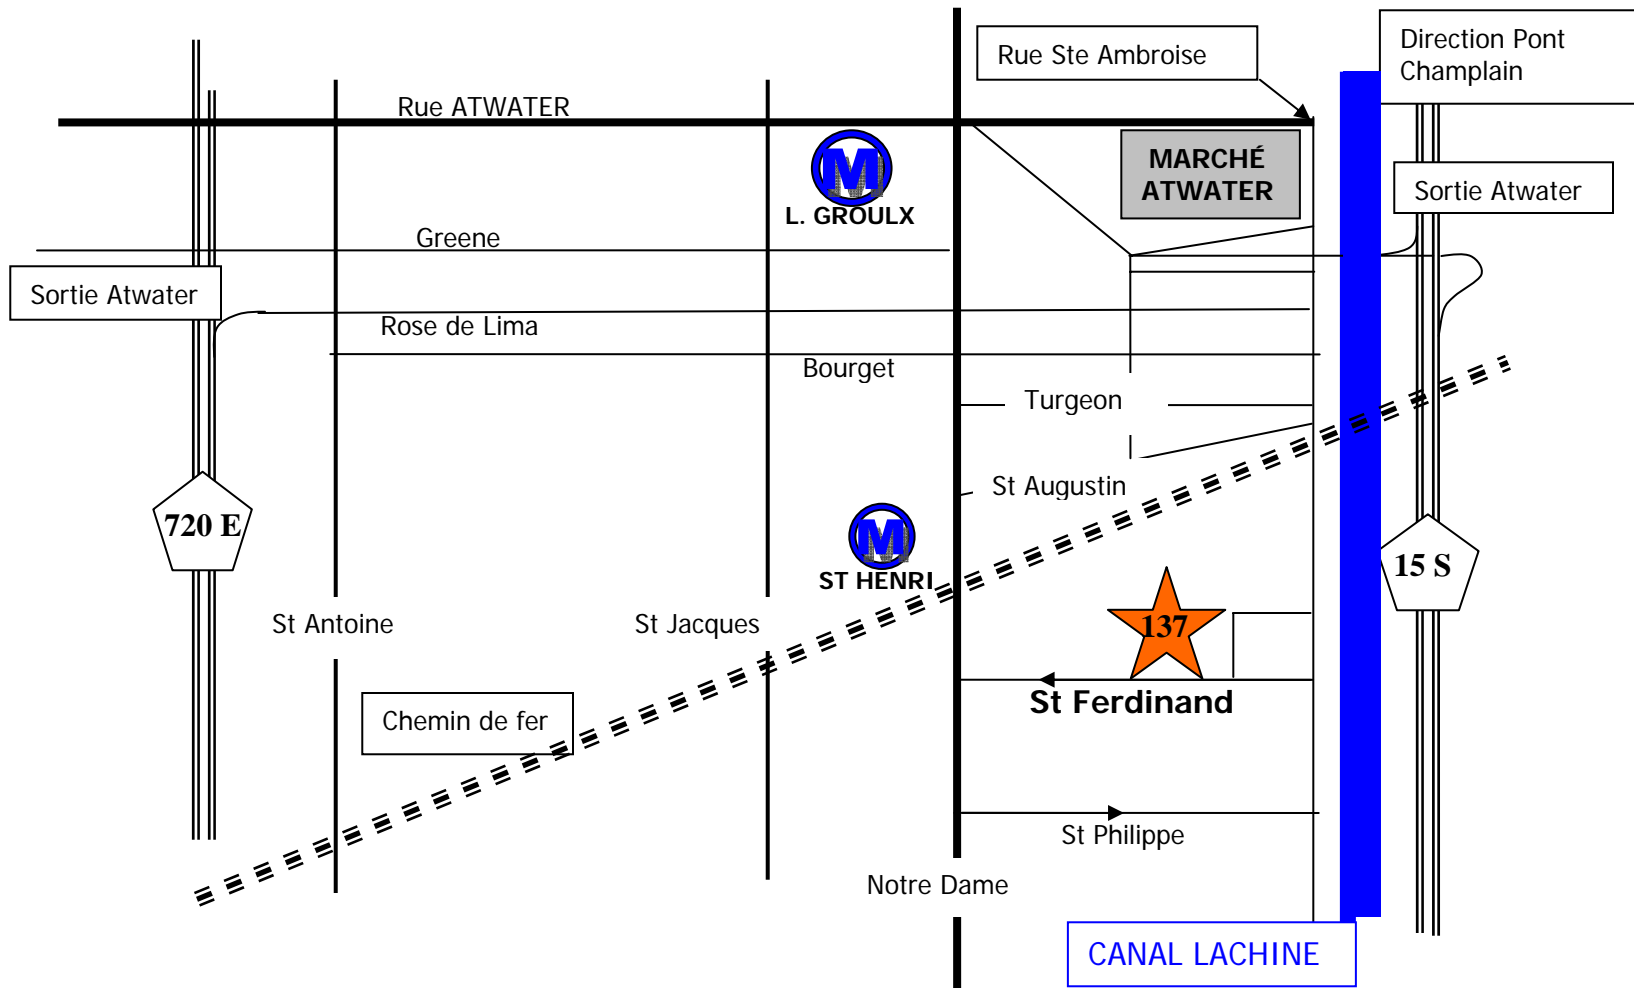 Direction Pont
Champlain
Rue Ste Ambroise
Rue ATWATER
MARCHÉ
ATWATER
Sortie Atwater
M
L. GROULX
Greene
Sortie Atwater
Rose de Lima
Bourget
Turgeon
St Augustin
720 E
M
ST HENRI
15 S
St Antoine
St Jacques
137
St Ferdinand
Chemin de fer
St Philippe
Notre Dame
CANAL LACHINE